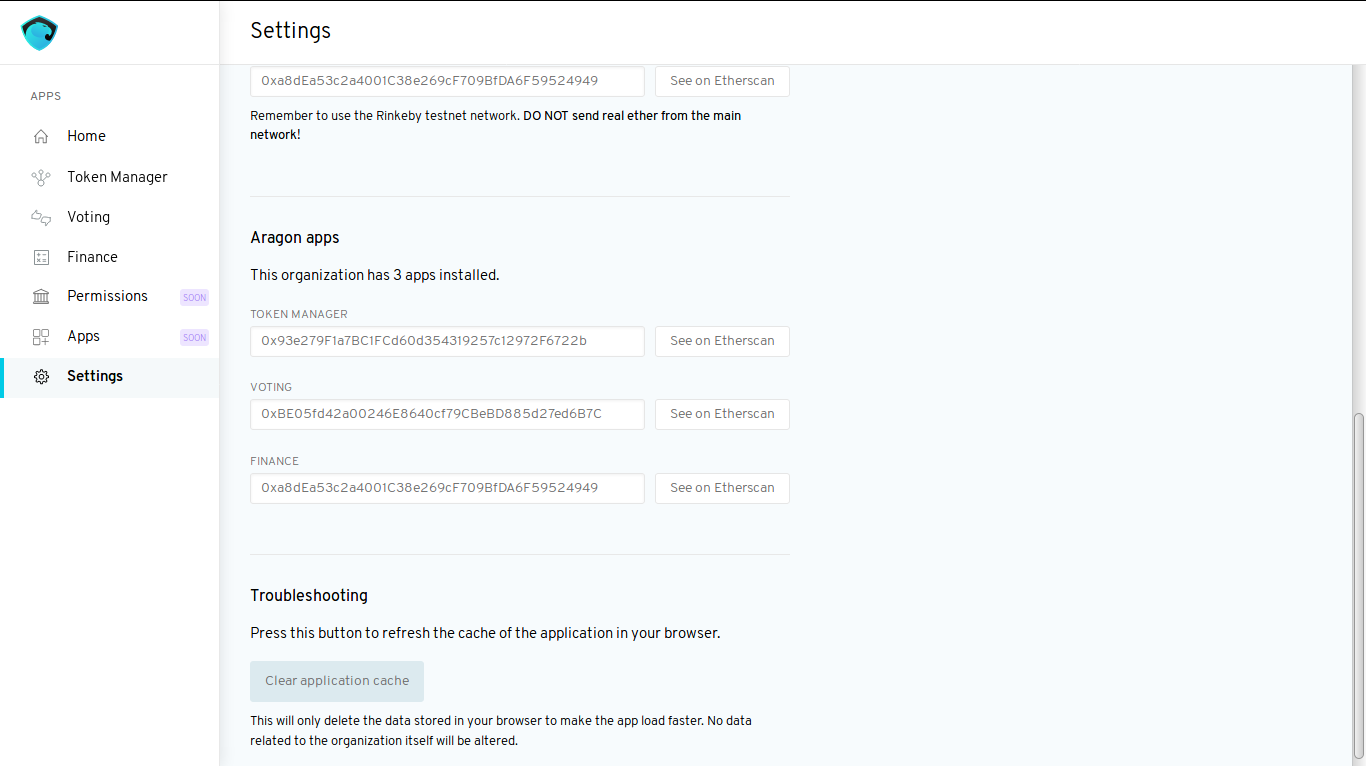 Settings
APPS
Home
Token Manager
Voting
Finance
Permissions SOON
Apps SOON
Settings
0xa8dEa53c2a4001C38e269cF709BfDA6F59524949 See on Etherscan
Remember to use the Rinkeby testnet network. DO NOT send real ether from the main
network!
Aragon apps
This organization has 3 apps installed.
TOKEN MANAGER
0x93e279F1a7BC1FCd60d354319257c12972F6722b See on Etherscan
VOTING
0xBE05fd42a00246E8640cf79CBeBD885d27ed6B7C See on Etherscan
FINANCE
0xa8dEa53c2a4001C38e269cF709BfDA6F59524949 See on Etherscan
Troubleshooting
Press this button to refresh the cache of the application in your browser.
Clear application cache
This will only delete the data stored in your browser to make the app load faster. No data
related to the organization itself will be altered.